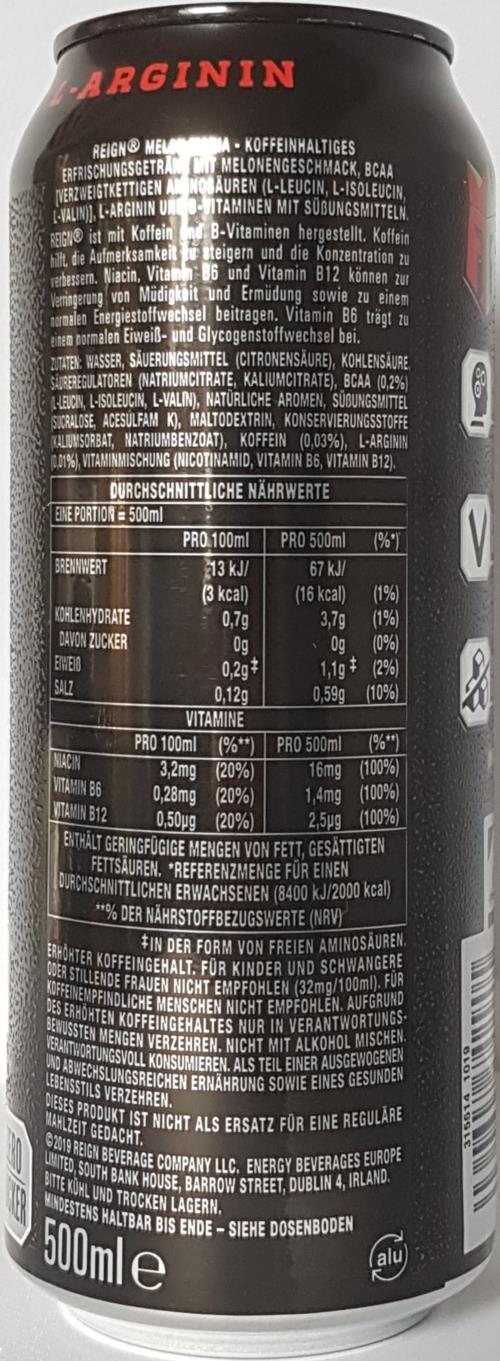 L-ARGININ
REIGN® MEL - KOFFEINHALTIGES
ERFRISCHUNGSGETRÄNK MIT MELONENGESCHMACK, BCAA
[VERZWEIGTKETTIGEN AMINOSÄUREN (L-LEUCIN, L-ISOLEUCIN,
L-VALIN)], L-ARGININ UND B-VITAMINEN MIT SÜßUNGSMITTELN.
REIGN® ist mit Koffein und B-Vitaminen hergestellt. Koffein
hilft, die Aufmerksamkeit zu steigern und die Konzentration zu
verbessern. Niacin, Vitamin B6 und Vitamin B12 können zur
Verringerung von Müdigkeit und Ermüdung sowie zu einem
normalen Energiestoffwechsel beitragen. Vitamin B6 trägt zu
einem normalen Eiweiß- und Glycogenstoffwechsel bei.
ZUTATEN: WASSER, SÄUERUNGSMITTEL (CITRONENSÄURE), KOHLENSÄURE,
SÄUREREGULATOREN (NATRIUMCITRATE, KALIUMCITRATE), BCAA (0,2%)
(L-LEUCIN, L-ISOLEUCIN, L-VALIN), NATÜRLICHE AROMEN, SÜßUNGSMITTEL
(SUCRALOSE, ACESULFAM K), MALTODEXTRIN, KONSERVIERUNGSSTOFFE
(KALIUMSORBAT, NATRIUMBENZOAT), KOFFEIN (0,03%), L-ARGININ
(0,01%), VITAMINMISCHUNG (NICOTINAMID, VITAMIN B6, VITAMIN B12).
DURCHSCHNITTLICHE NÄHRWERTE
EINE PORTION = 500ml
PRO 100ml PRO 500ml (%*)
BRENNWERT 13 kJ/ 67 kJ/
(3 kcal) (16 kcal) (1%)
KOHLENHYDRATE 0,7g 3,7g (1%)
DAVON ZUCKER 0g 0g (0%)
EIWEIß 0,2g‡ 1,1g‡ (2%)
SALZ 0,12g 0,59g (10%)
VITAMINE
PRO 100ml (%**) PRO 500ml (%**)
NIACIN 3,2mg (20%) 16mg (100%)
VITAMIN B6 0,28mg (20%) 1,4mg (100%)
VITAMIN B12 0,50µg (20%) 2,5µg (100%)
ENTHÄLT GERINGFÜGIGE MENGEN VON FETT, GESÄTTIGTEN
FETTSÄUREN. *REFERENZMENGE FÜR EINEN
DURCHSCHNITTLICHEN ERWACHSENEN (8400 kJ/2000 kcal)
**% DER NÄHRSTOFFBEZUGSWERTE (NRV)
‡IN DER FORM VON FREIEN AMINOSÄUREN.
ERHÖHTER KOFFEINGEHALT. FÜR KINDER UND SCHWANGERE
ODER STILLENDE FRAUEN NICHT EMPFOHLEN (32mg/100ml). FÜR
KOFFEINEMPFINDLICHE MENSCHEN NICHT EMPFOHLEN. AUFGRUND
DES ERHÖHTEN KOFFEINGEHALTES NUR IN VERANTWORTUNGS-
BEWUSSTEN MENGEN VERZEHREN. NICHT MIT ALKOHOL MISCHEN.
VERANTWORTUNGSVOLL KONSUMIEREN. ALS TEIL EINER AUSGEWOGENEN
UND ABWECHSLUNGSREICHEN ERNÄHRUNG SOWIE EINES GESUNDEN
LEBENSSTILS VERZEHREN.
DIESES PRODUKT IST NICHT ALS ERSATZ FÜR EINE REGULÄRE
MAHLZEIT GEDACHT.
©2019 REIGN BEVERAGE COMPANY LLC. ENERGY BEVERAGES EUROPE
LIMITED, SOUTH BANK HOUSE, BARROW STREET, DUBLIN 4, IRLAND.
BITTE KÜHL UND TROCKEN LAGERN.
MINDESTENS HALTBAR BIS ENDE – SIEHE DOSENBODEN
500ml e
alu
V
315514 1019